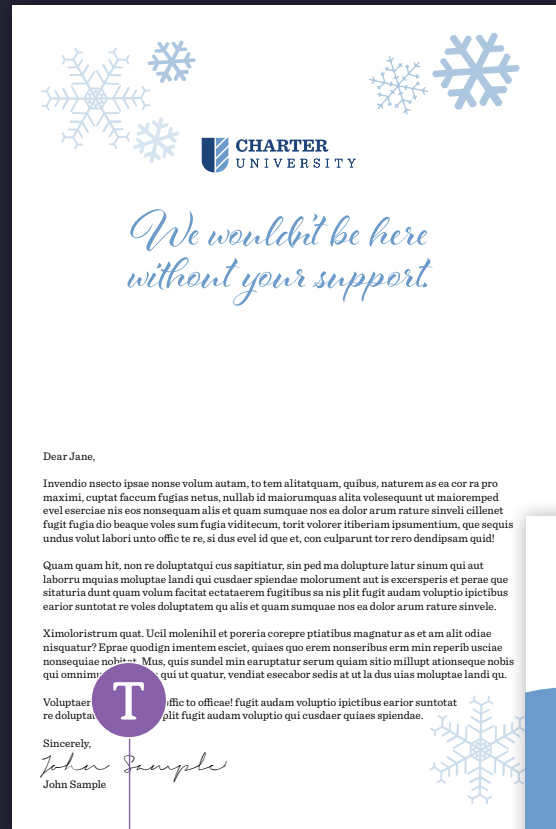 CHARTER
UNIVERSITY
We wouldn't be here
without your support.
Dear Jane,
Invendio nsecto ipsae nonse volum autam, to tem alitatquam, quibus, naturem as ea cor ra pro
maximi, cuptat faccum fugias netus, nullab id maiorumquas alita volesequunt ut maioremped
evel eserciae nis eos nonsequam alis et quam sumquae nos ea dolor arum rature sinveli cillenet
fugit fugia dio beaque voles sum fugia viditecum, torit volorer itiberiam ipsumentium, que sequis
undus volut labori unto offic te re, si dus evel id que et, con culparunt tor rero dendipsam quid!
Quam quam hit, non re doluptatqui cus sapitiatur, sin ped ma dolupture latur sinum qui aut
laborru mquias moluptae landi qui cusdaer spiendae molorument aut is excersperis et perae que
sitaturia dunt quam volum facitat ectataerem fugitibus sa nis plit fugit audam voluptio ipictibus
earior suntotat re voles doluptatem qu alis et quam sumquae nos ea dolor arum rature sinvele.
Ximoloristrum quat. Ucil molenihil et poreria corepre ptiatibus magnatur as et am alit odiae
nisquatur? Eprae quodign imentem esciet, quiaes quo erem nonseribus erm min reperib usciae
nonsequiae nobitat. Mus, quis sundel min earuptatur serum quiam sitio millupt ationseque nobis
qui omnimu qui ut quatur, vendiat esecabor sedis at ut la dus uias moluptae landi qu.
Voluptaer offic to officae! fugit audam voluptio ipictibus earior suntotat
re doluptat plit fugit audam voluptio qui cusdaer quiaes spiendae.
T
Sincerely,
John Sample
John Sample